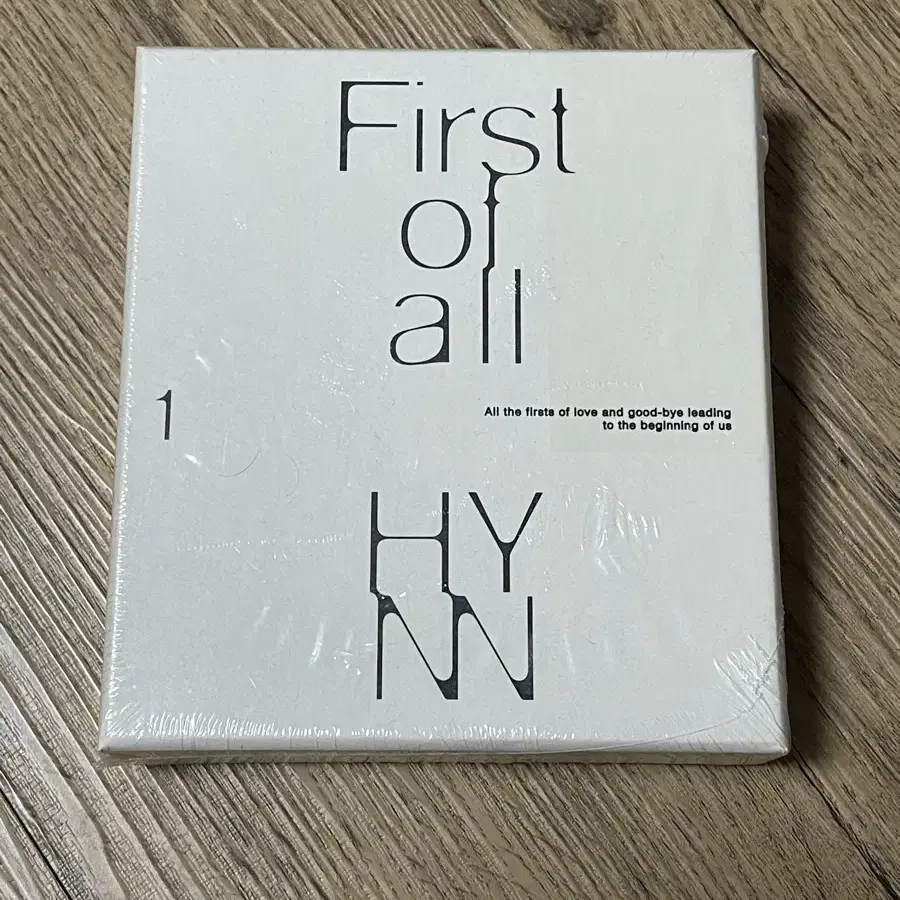 First
of
all
1
All the firsts of love and good-bye leading
to the beginning of us
HY
NN